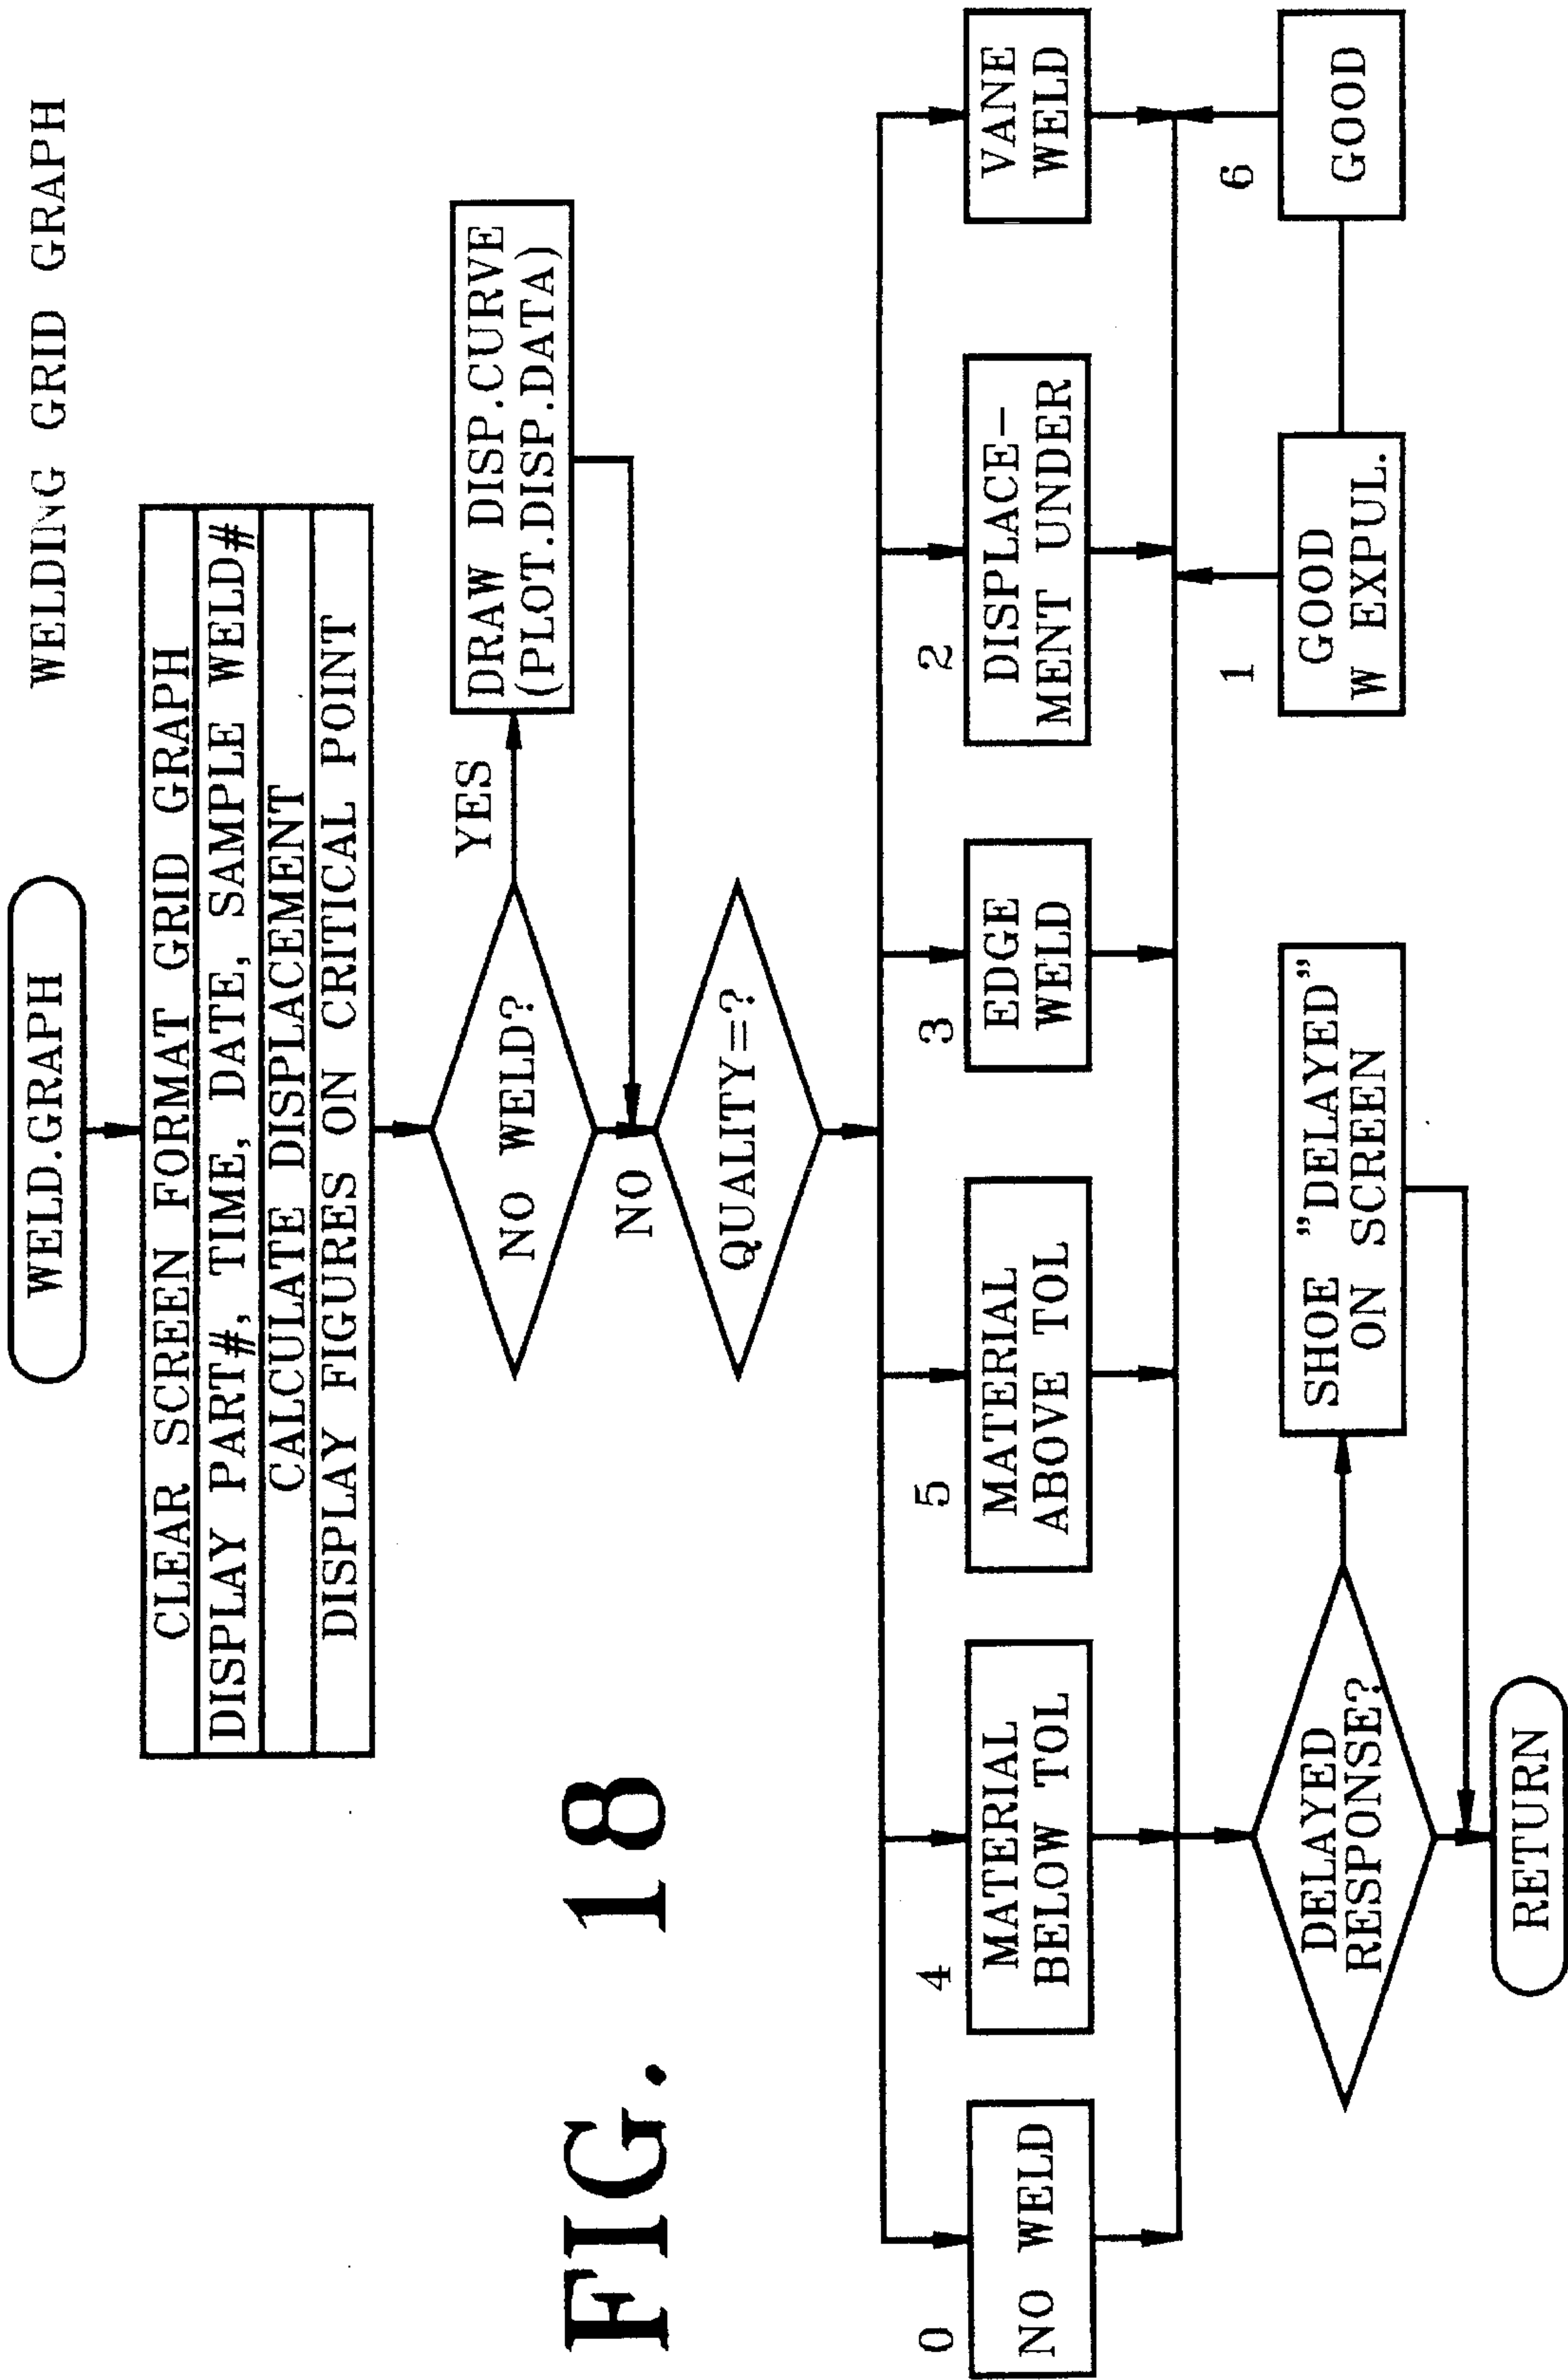 WELDING GRID GRAPH
WELD.GRAPH
CLEAR SCREEN FORMAT GRID GRAPH
DISPLAY PART#, TIME, DATE, SAMPLE WELD#
CALCULATE DISPLACEMENT
DISPLAY FIGURES ON CRITICAL POINT
NO WELD?
YES
DRAW DISP.CURVE
(PLOT.DISP.DATA)
NO
QUALITY=?
FIG. 18
0
NO WELD
4
MATERIAL
BELOW TOL
5
MATERIAL
ABOVE TOL
3
EDGE
WELD
2
DISPLACE-
MENT UNDER
VANE
WELD
DELAYED
RESPONSE?
SHOE "DELAYED"
ON SCREEN
1
GOOD
W EXPUL.
6
GOOD
RETURN